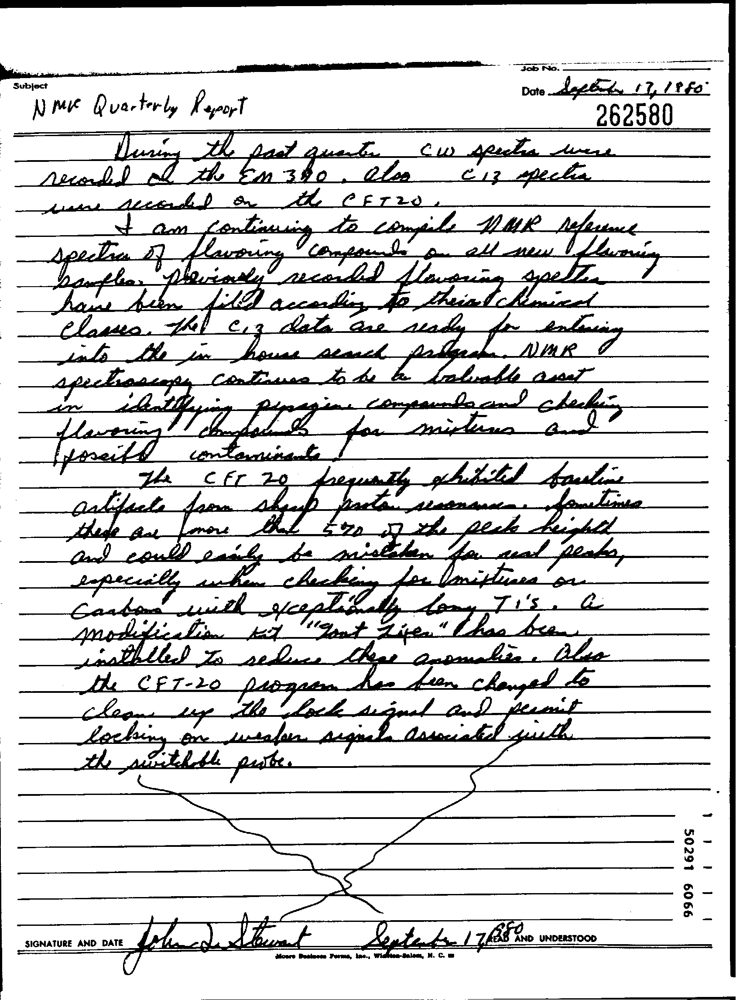 Job No.
Subject
Date September 17, 1980
NMR Quarterly Report
262580
During the past quarter CW spectra were
recorded on the EM 390. Also C13 spectra
were recorded on the CFT20.
I am continuing to compile NMR reference
spectra of flavoring compounds on all new flavoring
samples. Previously recorded flavoring spectra
have been filed according to their chemical
classes. The C13 data are ready for entering
into the in house search program. NMR
spectroscopy continues to be a valuable asset
in identifying pyrazine compounds and checking
flavoring compounds for mixtures and
possible contaminants.
The CFT 20 frequently exhibited baseline
artifacts from sharp proton resonances. Sometimes
these are more than 5% of the peak height
and could easily be mistaken for real peaks,
especially when checking for mixtures or
Carbons with exceptionally long T1's. A
modification kit " " has been
installed to reduce these anomalies. Also
the CFT-20 program has been changed to
clean up the lock signal and permit
locking on weaker signals associated with
the switchable probe.
50291 6066
SIGNATURE AND DATE John L. Stewart September 17, 1980 READ AND UNDERSTOOD
Moore Business Forms, Inc., Winston-Salem, N. C.